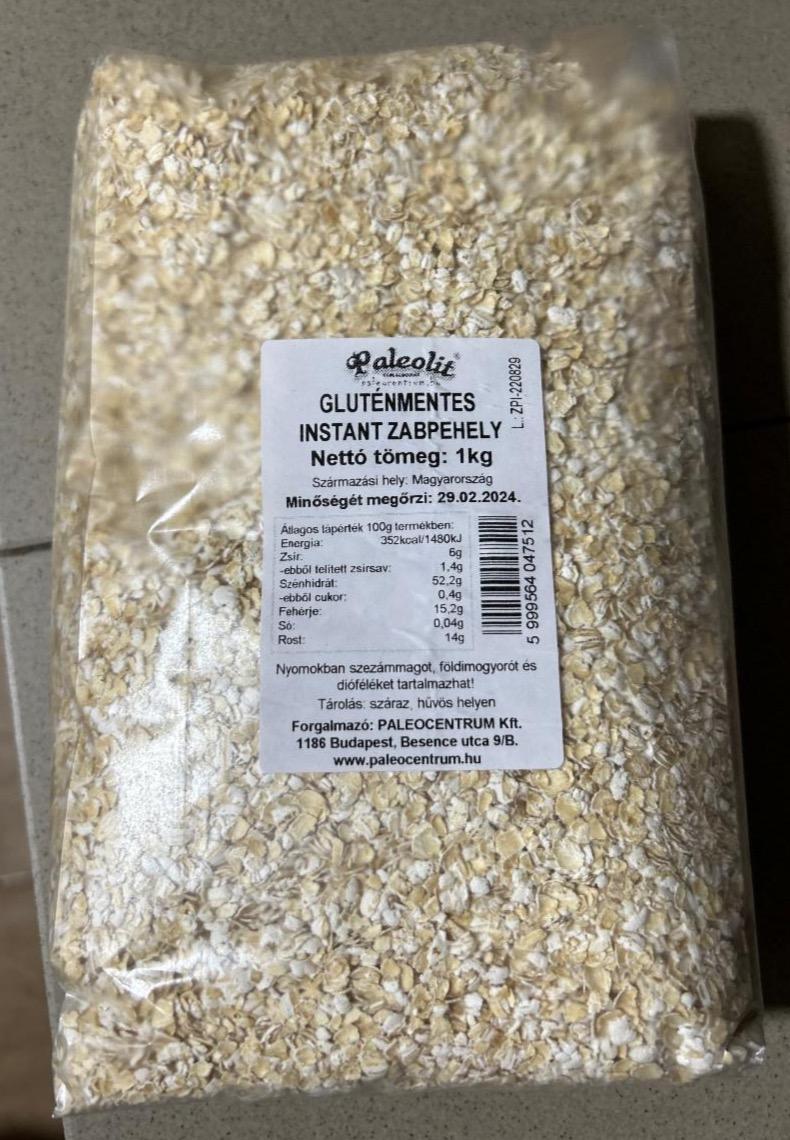 Paleolit®
paleocentrum.hu
GLUTÉNMENTES
INSTANT ZABPEHELY
Nettó tömeg: 1kg
L.: ZPI-220829
Származási hely: Magyarország
Minőségét megőrzi: 29.02.2024.
Átlagos tápérték 100g termékben:
Energia: 352kcal/1480kJ
Zsír: 6g
-ebből telített zsírsav: 1,4g
Szénhidrát: 52,2g
-ebből cukor: 0,4g
Fehérje: 15,2g
Só: 0,04g
Rost: 14g
5 999564 047512
Nyomokban szezámmagot, földimogyorót és
dióféléket tartalmazhat!
Tárolás: száraz, hűvös helyen
Forgalmazó: PALEOCENTRUM Kft.
1186 Budapest, Besence utca 9/B.
www.paleocentrum.hu